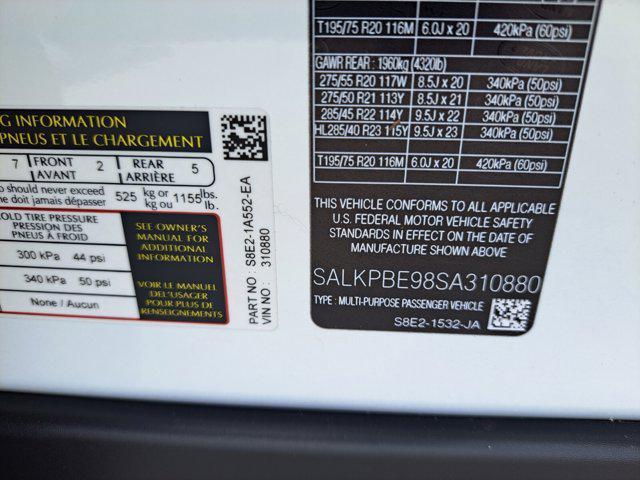 G INFORMATION
PNEUS ET LE CHARGEMENT
7 FRONT AVANT 2 REAR ARRIÈRE 5
o should never exceed
ne doit jamais dépasser 525 kg or kg ou 1155 lbs. lb.
OLD TIRE PRESSURE
PRESSION DES
PNEUS À FROID
300 kPa 44 psi
340 kPa 50 psi
None / Aucun
SEE OWNER'S
MANUAL FOR
ADDITIONAL
INFORMATION
VOIR LE MANUEL
DE L'USAGER
POUR PLUS DE
RENSEIGNEMENTS
PART NO : S8E2-1A552-EA
VIN NO : 310880
T195/75 R20 116M 6.0J x 20 420kPa (60psi)
GAWR REAR : 1960kg (4320lb)
275/55 R20 117W 8.5J x 20 340kPa (50psi)
275/50 R21 113Y 8.5J x 21 340kPa (50psi)
285/45 R22 114Y 9.5J x 22 340kPa (50psi)
HL285/40 R23 115Y 9.5J x 23 340kPa (50psi)
T195/75 R20 116M 6.0J x 20 420kPa (60psi)
THIS VEHICLE CONFORMS TO ALL APPLICABLE
U.S. FEDERAL MOTOR VEHICLE SAFETY
STANDARDS IN EFFECT ON THE DATE OF
MANUFACTURE SHOWN ABOVE.
SALKPBE98SA310880
TYPE : MULTI-PURPOSE PASSENGER VEHICLE
S8E2-1532-JA